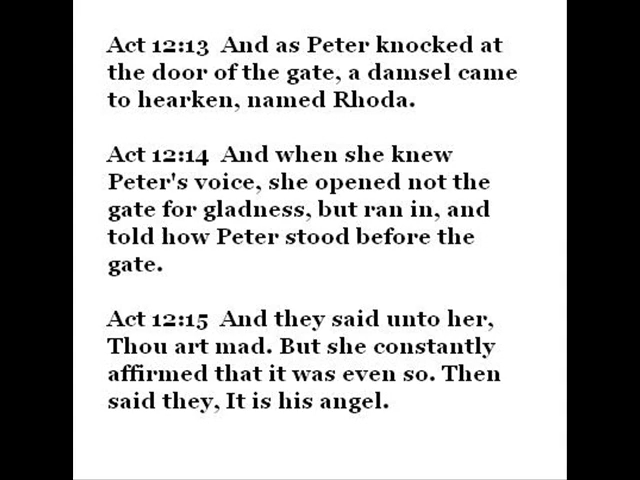 Act 12:13  And as Peter knocked at
the door of the gate, a damsel came
to hearken, named Rhoda.
Act 12:14  And when she knew
Peter's voice, she opened not the
gate for gladness, but ran in, and
told how Peter stood before the
gate.
Act 12:15  And they said unto her,
Thou art mad. But she constantly
affirmed that it was even so. Then
said they, It is his angel.